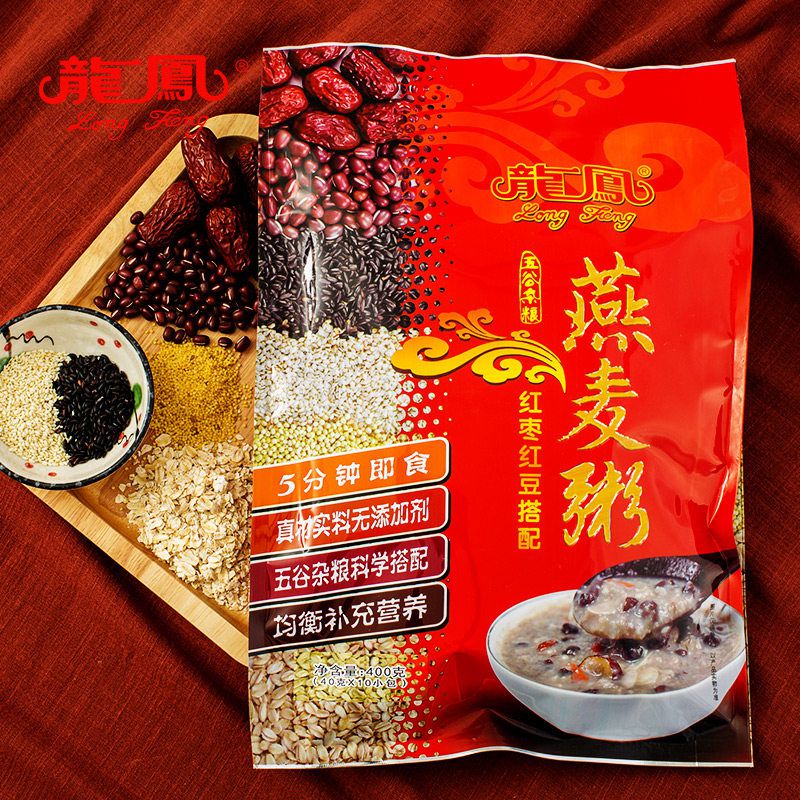 龍鳳®
Long Feng
龍鳳®
Long Feng
五谷杂粮
燕麦粥
红枣红豆搭配
5分钟即食
真材实料无添加剂
五谷杂粮科学搭配
均衡补充营养
净含量:400克
(40克X10小包)